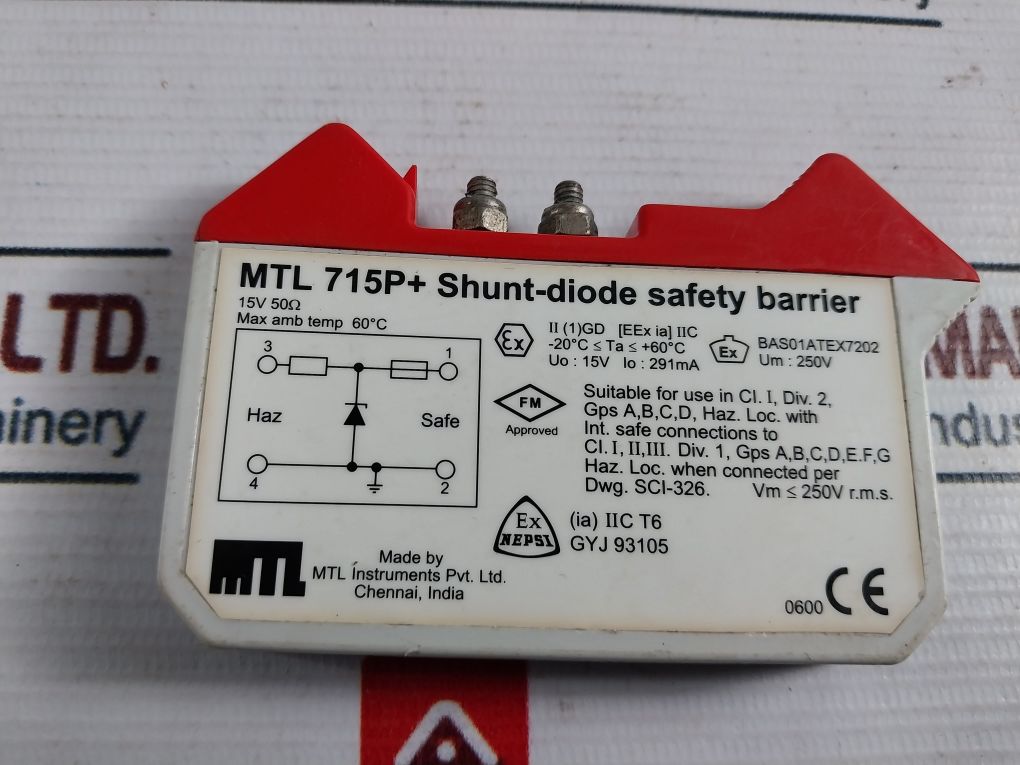 MTL 715P+ Shunt-diode safety barrier
15V 50Ω
Max amb temp 60°C
3
1
Haz
Safe
4
2
Ex
II (1)GD [EEx ia] IIC
-20°C ≤ Ta ≤ +60°C
Uo : 15V Io : 291mA
Ex
BAS01ATEX7202
Um : 250V
FM
Approved
Suitable for use in Cl. I, Div. 2,
Gps A,B,C,D, Haz. Loc. with
Int. safe connections to
Cl. I, II,III. Div. 1, Gps A,B,C,D,E.F,G
Haz. Loc. when connected per
Dwg. SCI-326. Vm ≤ 250V r.m.s.
Ex
NEPSI
(ia) IIC T6
GYJ 93105
MTL
Made by
MTL Instruments Pvt. Ltd.
Chennai, India
0600 CE
LTD.
inery
MA
ndus